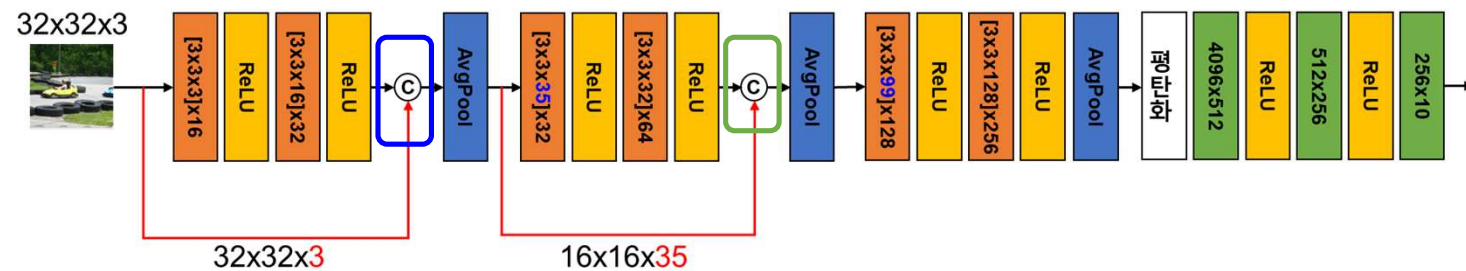 32x32x3
[3x3x3]x16
ReLU
[3x3x16]x32
ReLU
C
AvgPool
[3x3x35]x32
ReLU
[3x3x32]x64
ReLU
C
AvgPool
[3x3x99]x128
ReLU
[3x3x128]x256
ReLU
AvgPool
평탄화
4096x512
ReLU
512x256
ReLU
256x10
32x32x3
16x16x35